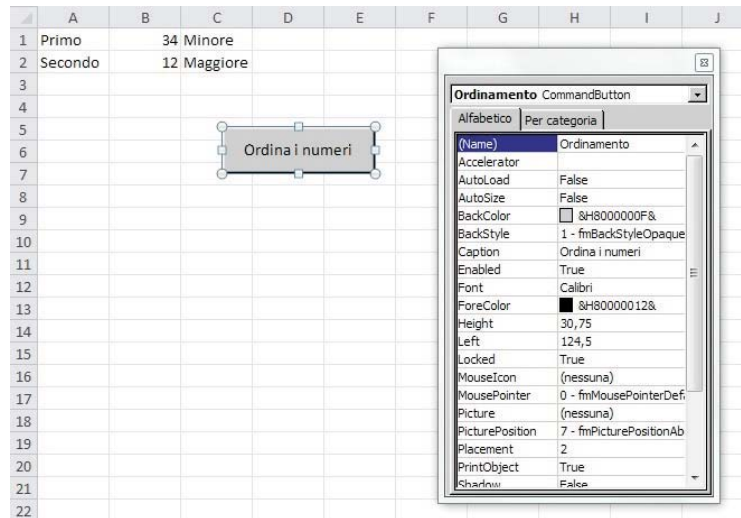 A B C D E F G H I J
1 Primo 34 Minore
2 Secondo 12 Maggiore
3
4
5
6
7
8
9
10
11
12
13
14
15
16
17
18
19
20
21
22
Ordina i numeri
Ordinamento CommandButton
Alfabetico Per categoria
(Name) Ordinamento
Accelerator
AutoLoad False
AutoSize False
BackColor &H8000000F&
BackStyle 1 - fmBackStyleOpaque
Caption Ordina i numeri
Enabled True
Font Calibri
ForeColor &H80000012&
Height 30,75
Left 124,5
Locked True
MouseIcon (nessuna)
MousePointer 0 - fmMousePointerDef
Picture (nessuna)
PicturePosition 7 - fmPicturePositionAb
Placement 2
PrintObject True
Shadow False